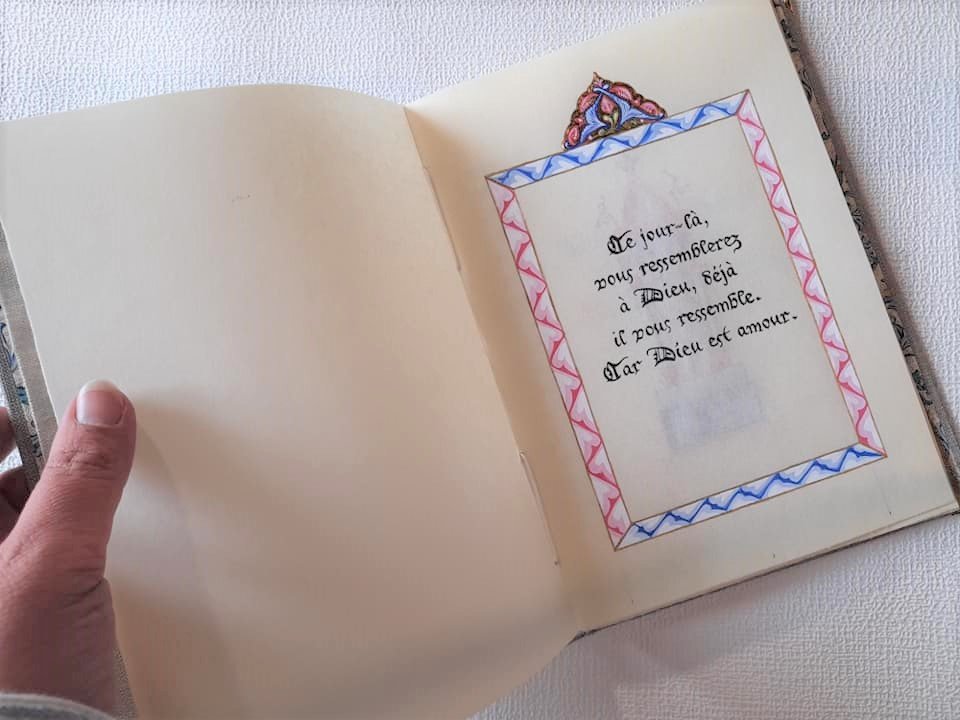 Ce jour-là,
vous ressemblerez
à Dieu, déjà
il vous ressemble.
Car Dieu est amour.